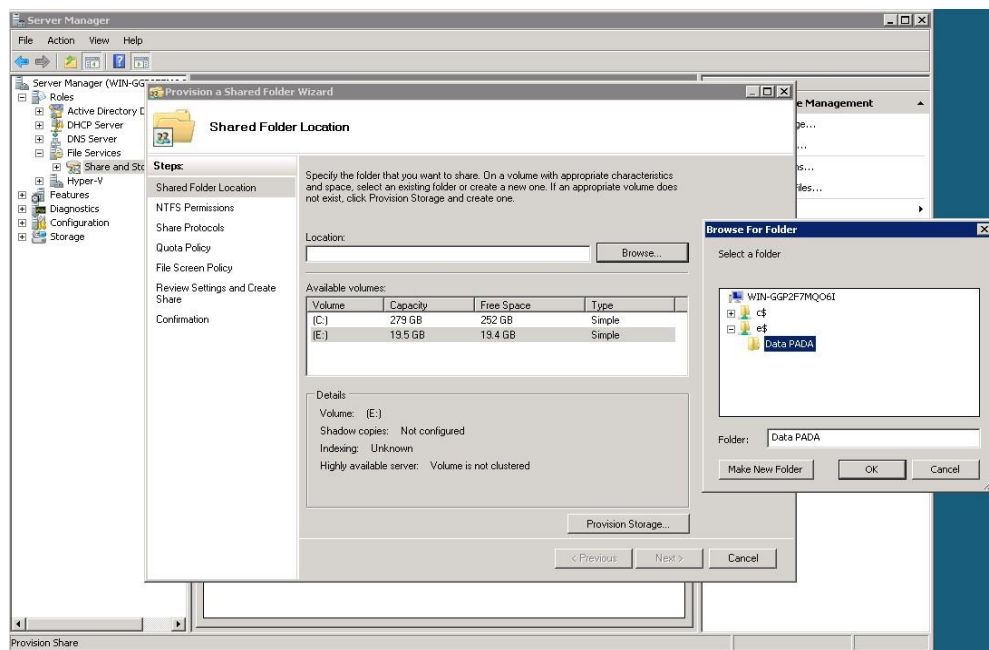 Server Manager
File Action View Help
Server Manager (WIN-GG
Roles
Active Directory D
DHCP Server
DNS Server
File Services
Share and Sto
Hyper-V
Features
Diagnostics
Configuration
Storage
Provision a Shared Folder Wizard
Shared Folder Location
Steps:
Shared Folder Location
NTFS Permissions
Share Protocols
Quota Policy
File Screen Policy
Review Settings and Create
Share
Confirmation
Specify the folder that you want to share. On a volume with appropriate characteristics
and space, select an existing folder or create a new one. If an appropriate volume does
not exist, click Provision Storage and create one.
Location:
Browse...
Available volumes:
Volume Capacity Free Space Type
(C:) 279 GB 252 GB Simple
(E:) 19.5 GB 19.4 GB Simple
Details
Volume: (E:)
Shadow copies: Not configured
Indexing: Unknown
Highly available server: Volume is not clustered
Provision Storage...
< Previous Next > Cancel
e Management
ge...
...
ns...
iles...
Browse For Folder
Select a folder
WIN-GGP2F7MQO6I
c$
e$
Data PADA
Folder: Data PADA
Make New Folder OK Cancel
Provision Share